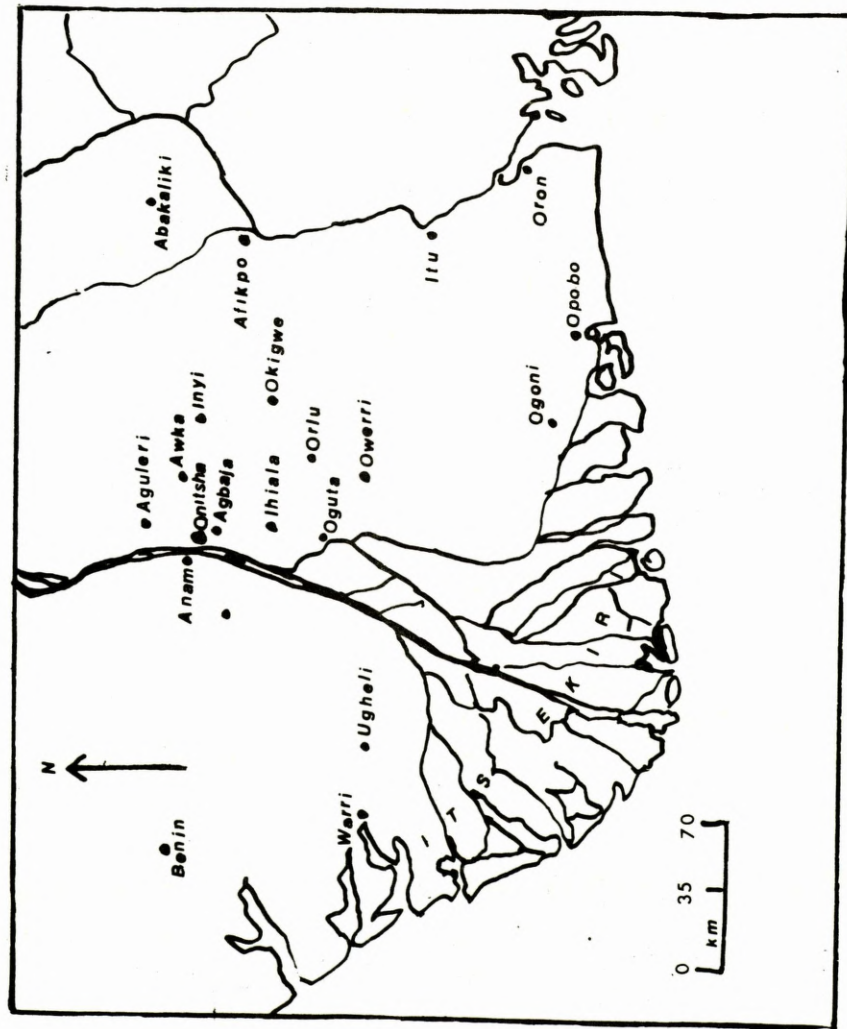 N
Abakaliki
Aguleri
Benin
Awka
Anam
Onitsha
Inyi
Agbaja
Afikpo
Ihiala
Okigwe
Orlu
Oguta
Warri
Ugheli
Owerri
Itu
ITSEKIRI
Ogoni
Oron
Opobo
0 35 70
km